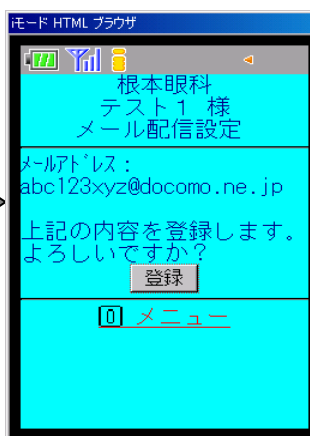 iモード HTML ブラウザ
根本眼科
テスト1 様
メール配信設定
メールアドレス：
abc123xyz@docomo.ne.jp
上記の内容を登録します。
よろしいですか？
登録
0 メニュー